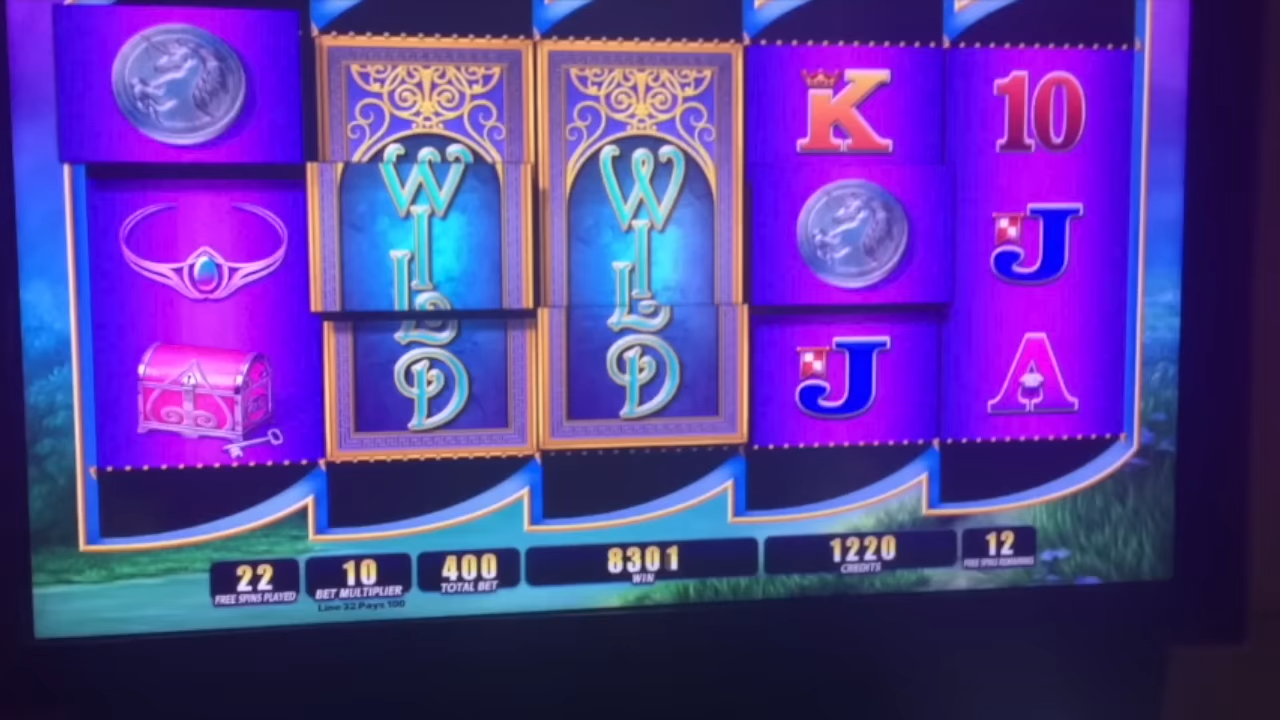 WILD
WILD
K
10
J
J
A
22
FREE SPINS PLAYED
10
BET MULTIPLIER
400
TOTAL BET
8301
WIN
1220
CREDITS
12
FREE SPINS REMAINING
Line 32 Pays 100